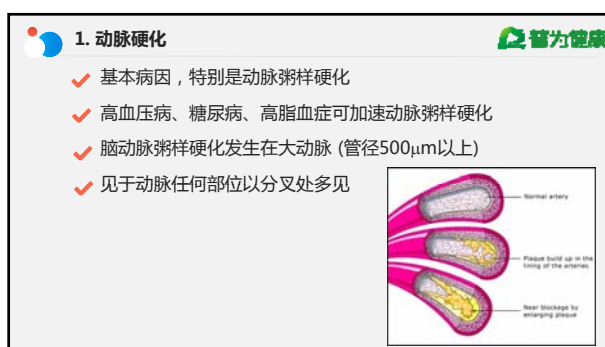 1. 动脉硬化
普为健康
基本病因，特别是动脉粥样硬化
高血压病、糖尿病、高脂血症可加速动脉粥样硬化
脑动脉粥样硬化发生在大动脉 (管径500μm以上)
见于动脉任何部位以分叉处多见
Normal artery
Plaque build up in the
lining of the arteries
Near blockage by
enlarging plaque